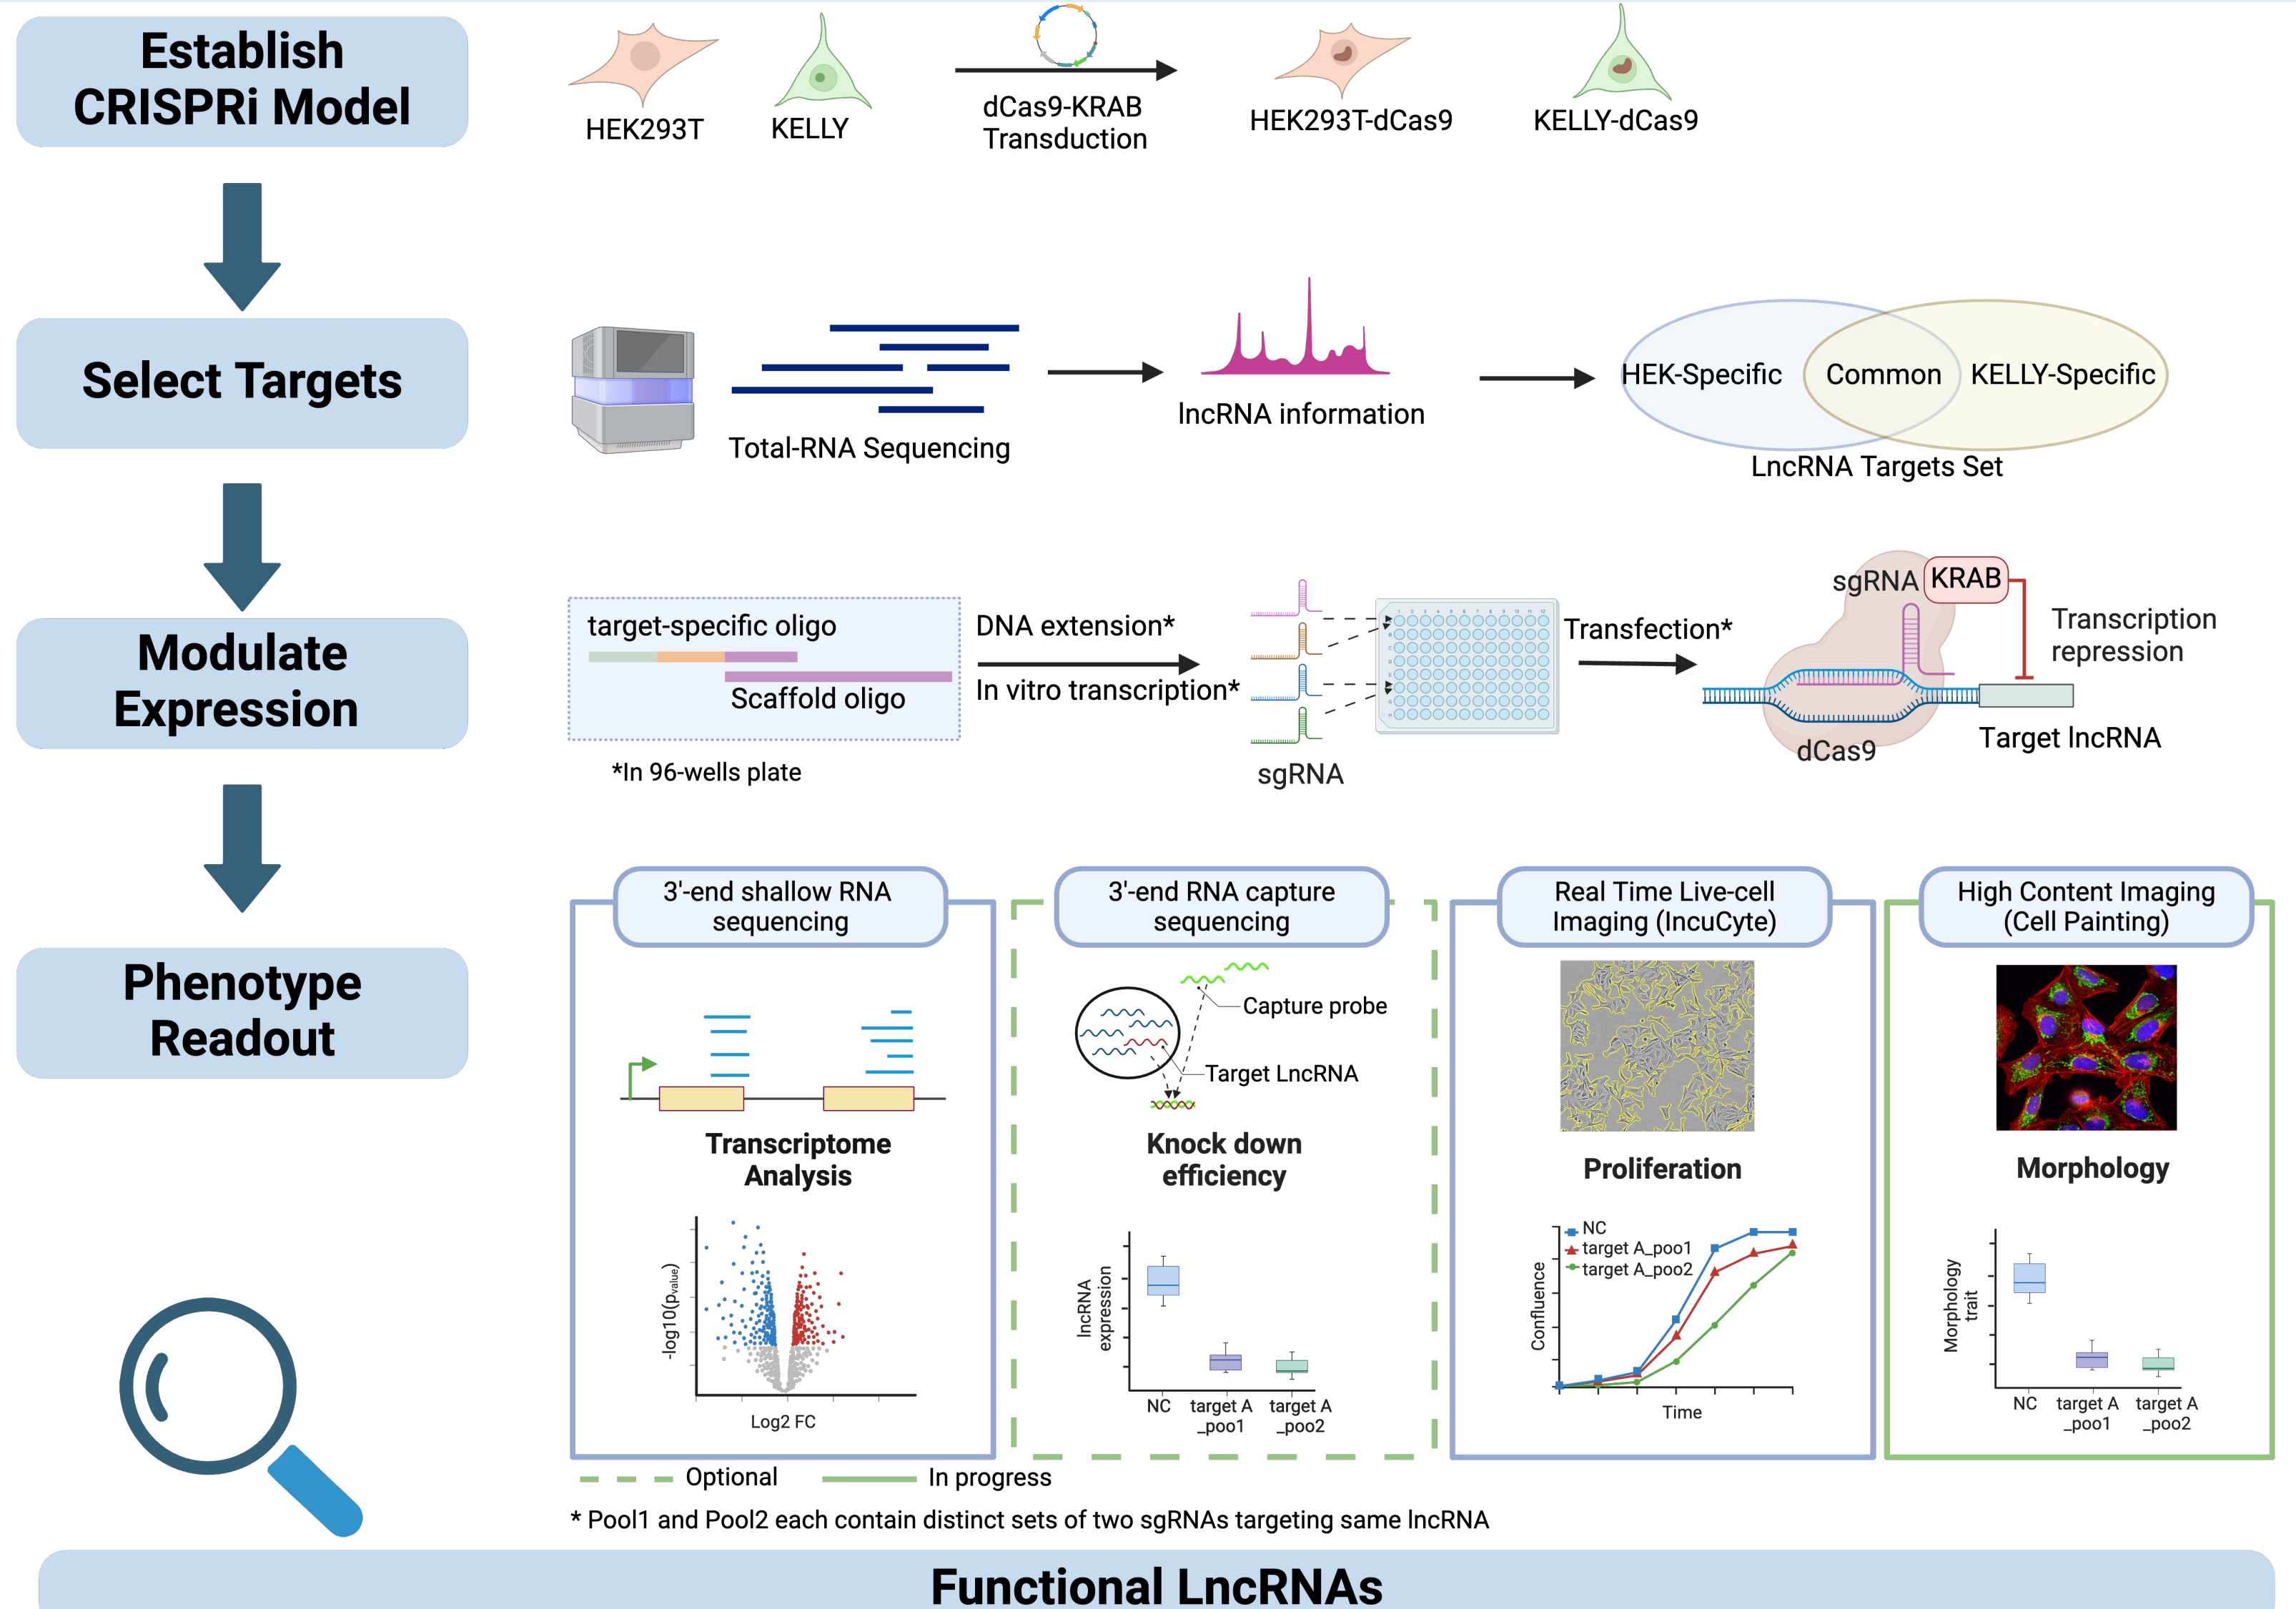 Establish
CRISPRi Model
HEK293T
KELLY
dCas9-KRAB
Transduction
HEK293T-dCas9
KELLY-dCas9
Select Targets
Total-RNA Sequencing
lncRNA information
HEK-Specific
Common
KELLY-Specific
LncRNA Targets Set
Modulate
Expression
target-specific oligo
Scaffold oligo
*In 96-wells plate
DNA extension*
In vitro transcription*
sgRNA
Transfection*
sgRNA
KRAB
Transcription
repression
dCas9
Target lncRNA
Phenotype
Readout
3'-end shallow RNA
sequencing
Transcriptome
Analysis
-log10(pvalue)
Log2 FC
3'-end RNA capture
sequencing
Capture probe
Target LncRNA
Knock down
efficiency
lncRNA
expression
NC
target A
_poo1
target A
_poo2
Real Time Live-cell
Imaging (IncuCyte)
Proliferation
NC
target A_poo1
target A_poo2
Confluence
Time
High Content Imaging
(Cell Painting)
Morphology
Morphology
trait
NC
target A
_poo1
target A
_poo2
Optional
In progress
* Pool1 and Pool2 each contain distinct sets of two sgRNAs targeting same lncRNA
Functional LncRNAs